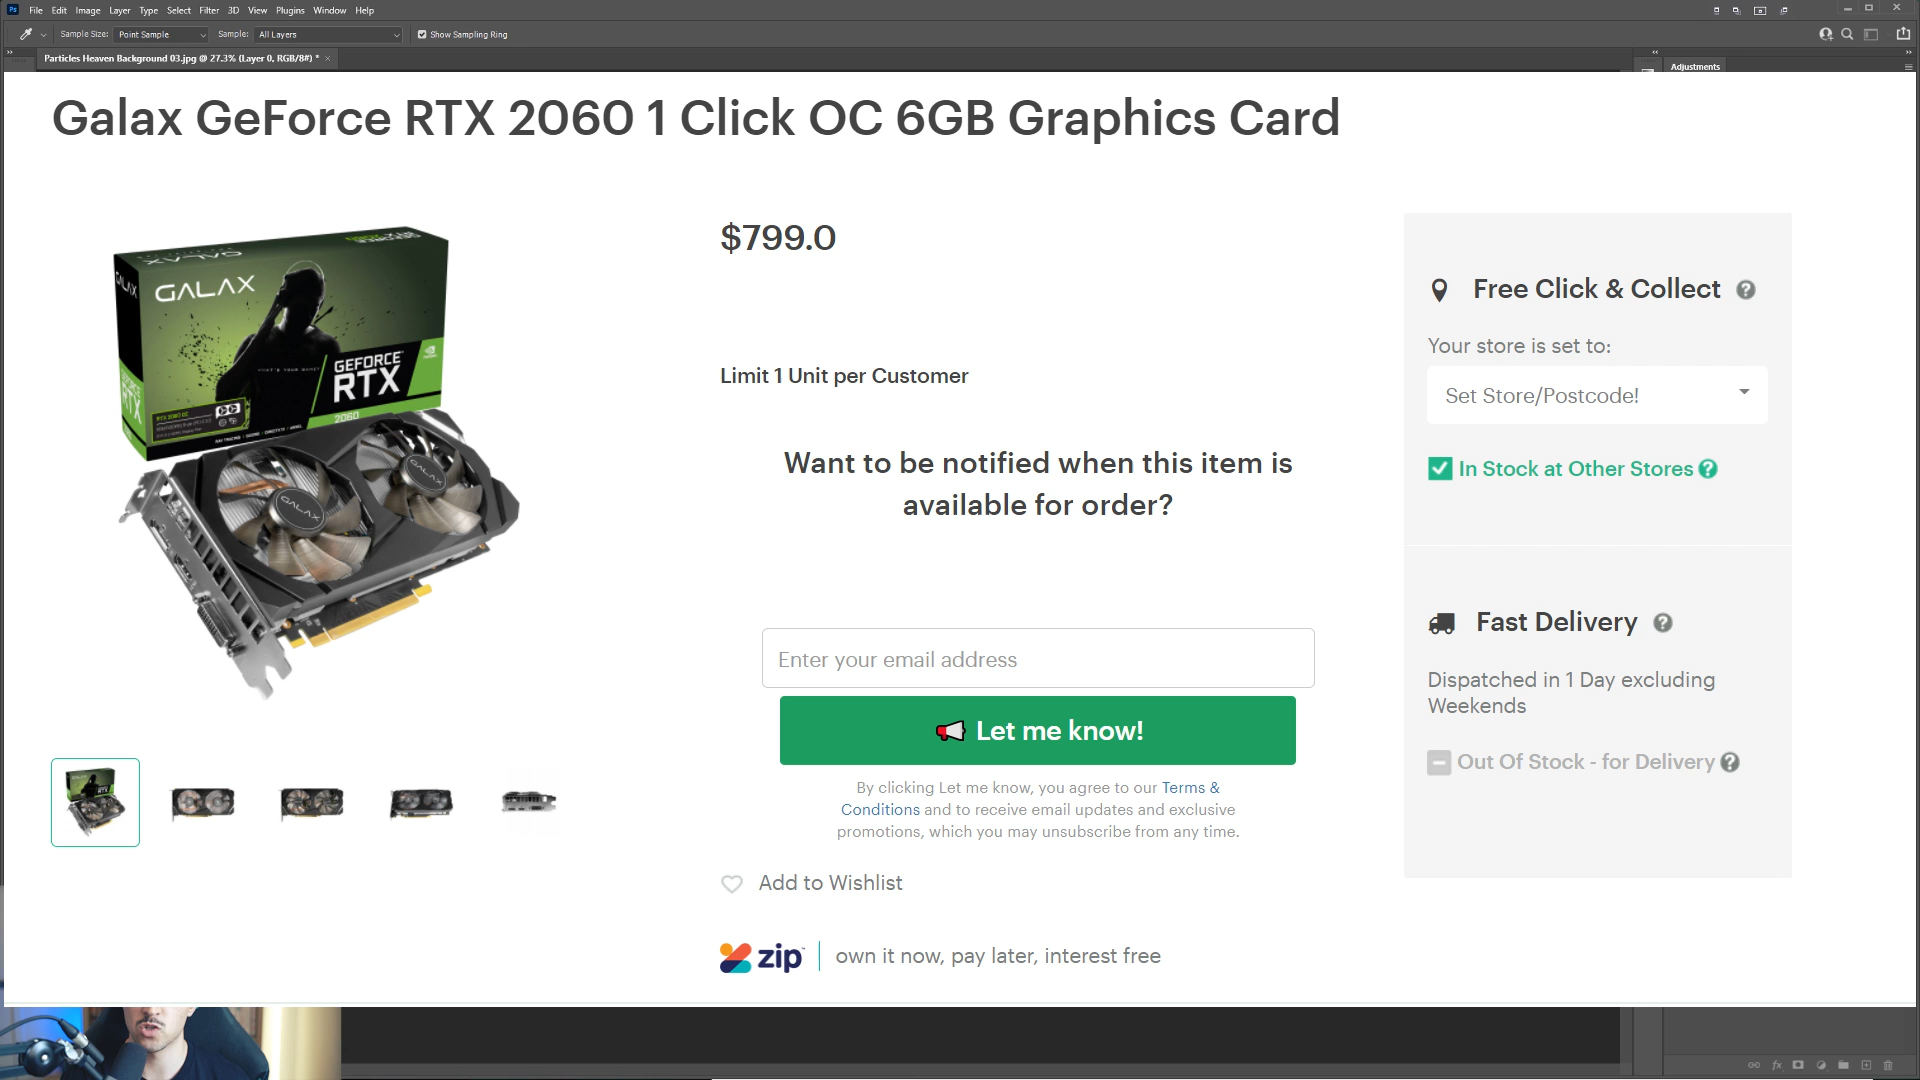 File Edit Image Layer Type Select Filter 3D View Plugins Window Help
Sample Size: Point Sample Sample: All Layers Show Sampling Ring
Particles Heaven Background 03.jpg @ 27.3% (Layer 0, RGB/8#) *
Adjustments
Galax GeForce RTX 2060 1 Click OC 6GB Graphics Card
GALAX
GALAX
GALAX
GEFORCE
RTX
2060
GEFORCE
RTX
GALAX
GALAX
$799.0
Limit 1 Unit per Customer
Want to be notified when this item is
available for order?
Enter your email address
Let me know!
By clicking Let me know, you agree to our Terms &
Conditions and to receive email updates and exclusive
promotions, which you may unsubscribe from any time.
Add to Wishlist
zip own it now, pay later, interest free
Free Click & Collect
Your store is set to:
Set Store/Postcode!
In Stock at Other Stores
Fast Delivery
Dispatched in 1 Day excluding
Weekends
Out Of Stock - for Delivery